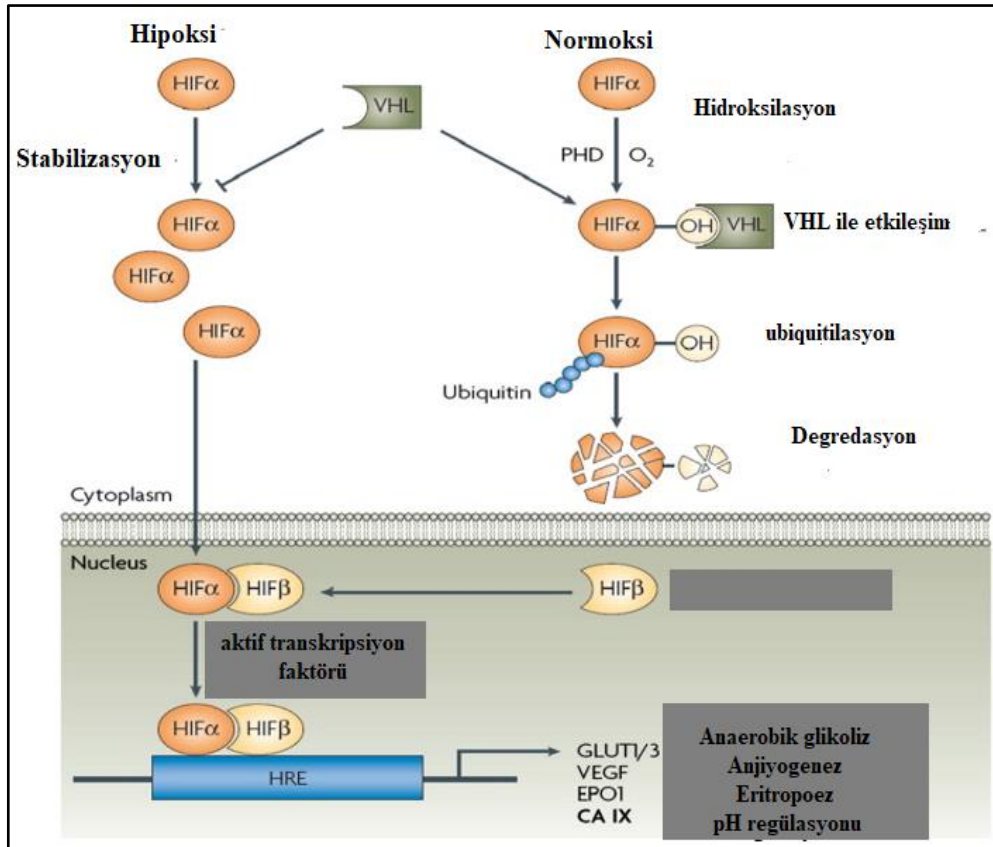 Hipoksi
Normoksi
HIFα
VHL
HIFα
Hidroksilasyon
PHD O₂
Stabilizasyon
HIFα
HIFα
OH VHL
VHL ile etkileşim
HIFα
HIFα
HIFα
OH
ubiquitilasyon
Ubiquitin
Degredasyon
Cytoplasm
Nucleus
HIFα HIFβ
HIFβ
aktif transkripsiyon
faktörü
HIFα HIFβ
HRE
GLUT1/3
VEGF
EPO1
CA IX
Anaerobik glikoliz
Anjiyogenez
Eritropoez
pH regülasyonu